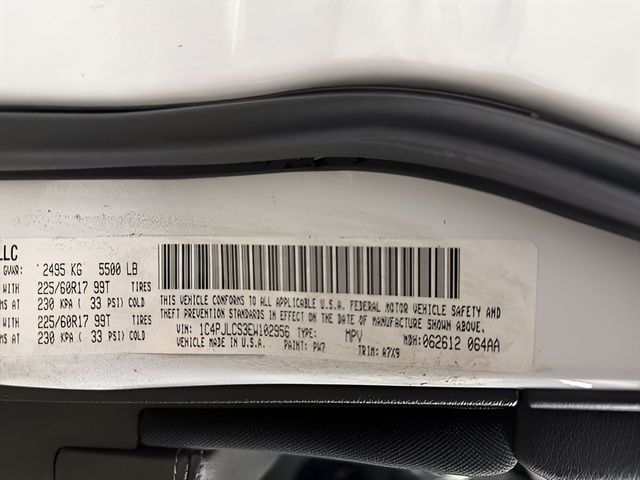 LLC
GVWR: 2495 KG 5500 LB
WITH 225/60R17 99T TIRES
MS AT 230 KPA ( 33 PSI) COLD
WITH 225/60R17 99T TIRES
MS AT 230 KPA ( 33 PSI) COLD
THIS VEHICLE CONFORMS TO ALL APPLICABLE U.S.A. FEDERAL MOTOR VEHICLE SAFETY AND
THEFT PREVENTION STANDARDS IN EFFECT ON THE DATE OF MANUFACTURE SHOWN ABOVE.
VIN: 1C4PJLCS3EW102956 TYPE: MPV MDH: 062612 064AA
VEHICLE MADE IN U.S.A. PAINT: PW7 TRIM: A7X9